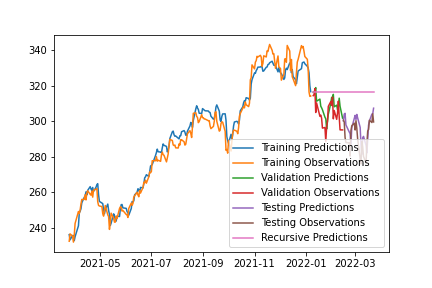 340
320
300
280
260
240
2021-05 2021-07 2021-09 2021-11 2022-01 2022-03
Training Predictions
Training Observations
Validation Predictions
Validation Observations
Testing Predictions
Testing Observations
Recursive Predictions